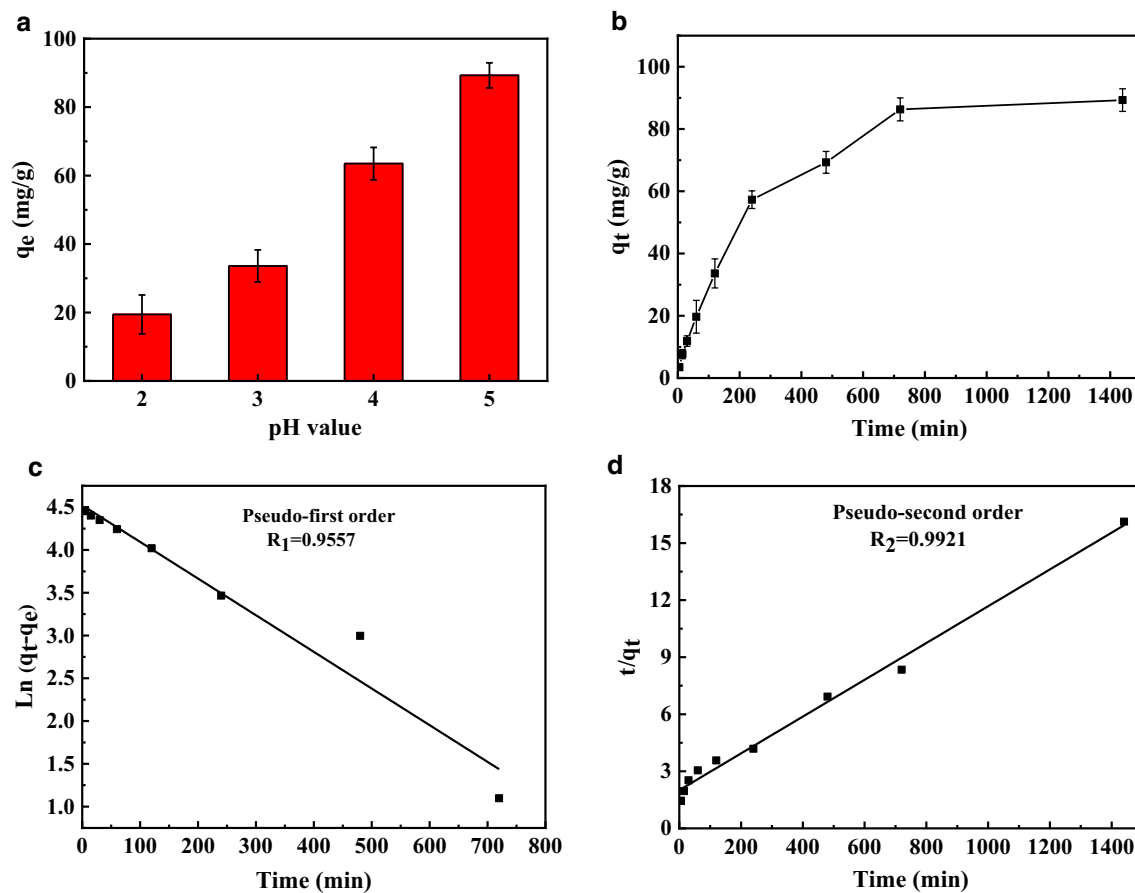 a
100
80
60
40
20
0
qe (mg/g)
2 3 4 5
pH value
b
100
80
60
40
20
0
qt (mg/g)
0 200 400 600 800 1000 1200 1400
Time (min)
c
4.5
4.0
3.5
3.0
2.5
2.0
1.5
1.0
Ln (qt-qe)
Pseudo-first order
R1=0.9557
0 100 200 300 400 500 600 700 800
Time (min)
d
18
15
12
9
6
3
0
t/qt
Pseudo-second order
R2=0.9921
0 200 400 600 800 1000 1200 1400
Time (min)